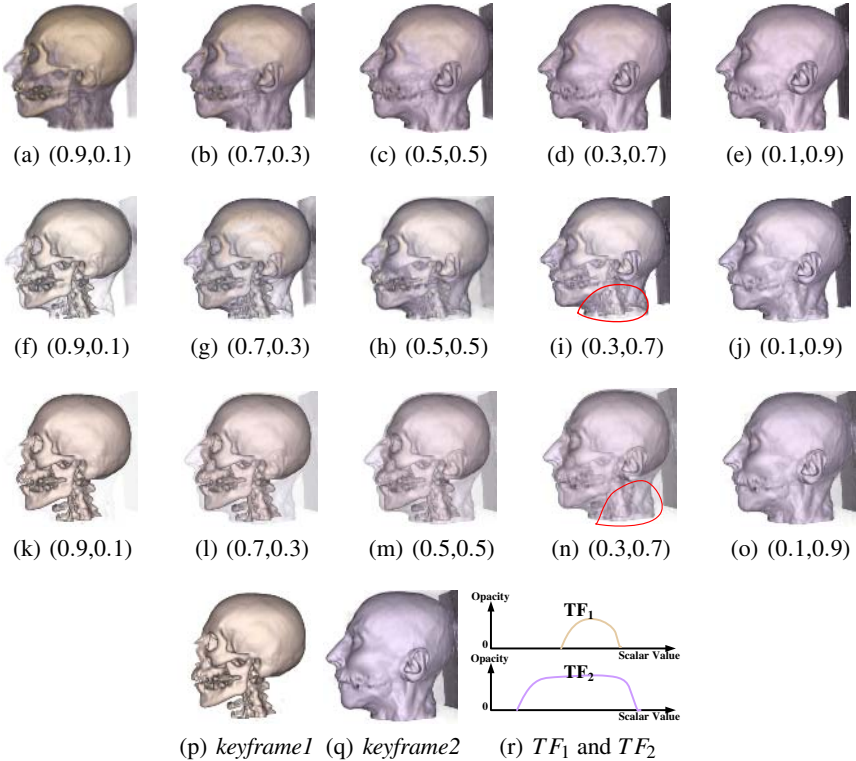 (a) (0.9,0.1) (b) (0.7,0.3) (c) (0.5,0.5) (d) (0.3,0.7) (e) (0.1,0.9)
(f) (0.9,0.1) (g) (0.7,0.3) (h) (0.5,0.5) (i) (0.3,0.7) (j) (0.1,0.9)
(k) (0.9,0.1) (l) (0.7,0.3) (m) (0.5,0.5) (n) (0.3,0.7) (o) (0.1,0.9)
Opacity
TF1
0
Scalar Value
Opacity
TF2
0
Scalar Value
(p) keyframe1 (q) keyframe2 (r) TF1 and TF2